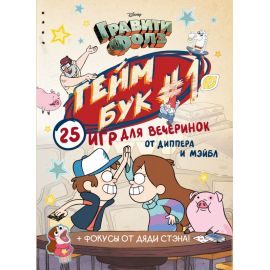 Disney
ГРАВИТИ
ФОЛЗ
ГЕЙМ
БУК #1
25 ИГР ДЛЯ ВЕЧЕРИНОК
ОТ ДИППЕРА
И МЭЙБЛ
+ ФОКУСЫ ОТ ДЯДИ СТЭНА!